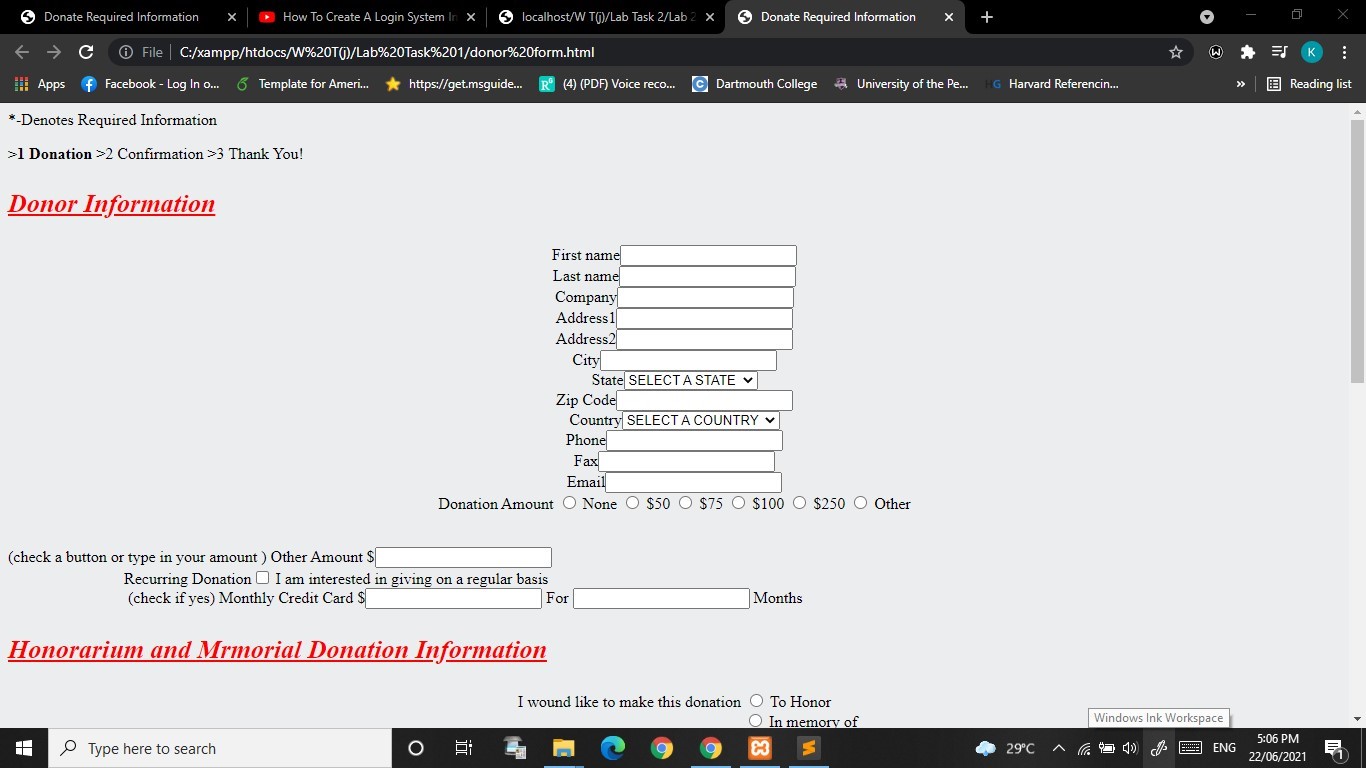 Donate Required Information
How To Create A Login System In
localhost/W T(j)/Lab Task 2/Lab 2
Donate Required Information
File
C:/xampp/htdocs/W%20T(j)/Lab%20Task%201/donor%20form.html
K
Apps
Facebook - Log In o...
Template for Ameri...
https://get.msguide...
(4) (PDF) Voice reco...
Dartmouth College
University of the Pe...
HG Harvard Referencin...
»
Reading list
*-Denotes Required Information
>1 Donation >2 Confirmation >3 Thank You!
Donor Information
First name
Last name
Company
Address1
Address2
City
State SELECT A STATE
Zip Code
Country SELECT A COUNTRY
Phone
Fax
Email
Donation Amount None $50 $75 $100 $250 Other
(check a button or type in your amount ) Other Amount $
Recurring Donation I am interested in giving on a regular basis
(check if yes) Monthly Credit Card $ For Months
Honorarium and Mrmorial Donation Information
I wound like to make this donation To Honor
In memory of
Windows Ink Workspace
Type here to search
29°C
ENG
5:06 PM
22/06/2021
1